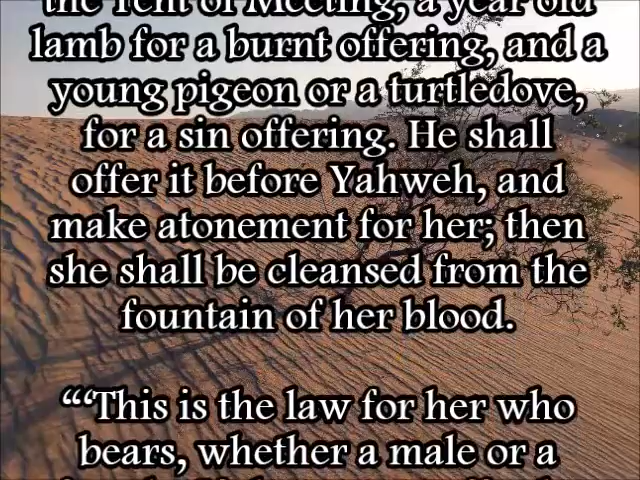 the Tent of Meeting, a year old
lamb for a burnt offering, and a
young pigeon or a turtledove,
for a sin offering. He shall
offer it before Yahweh, and
make atonement for her; then
she shall be cleansed from the
fountain of her blood.
“‘This is the law for her who
bears, whether a male or a